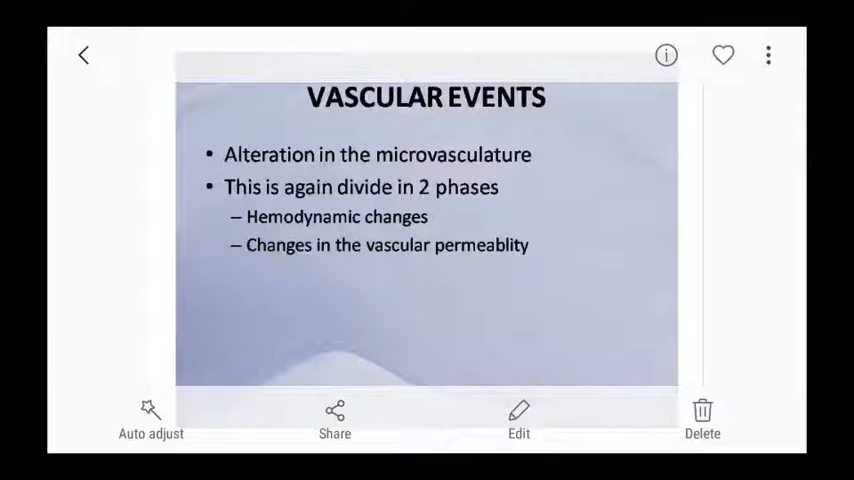 VASCULAR EVENTS
• Alteration in the microvasculature
• This is again divide in 2 phases
– Hemodynamic changes
– Changes in the vascular permeablity
Auto adjust
Share
Edit
Delete